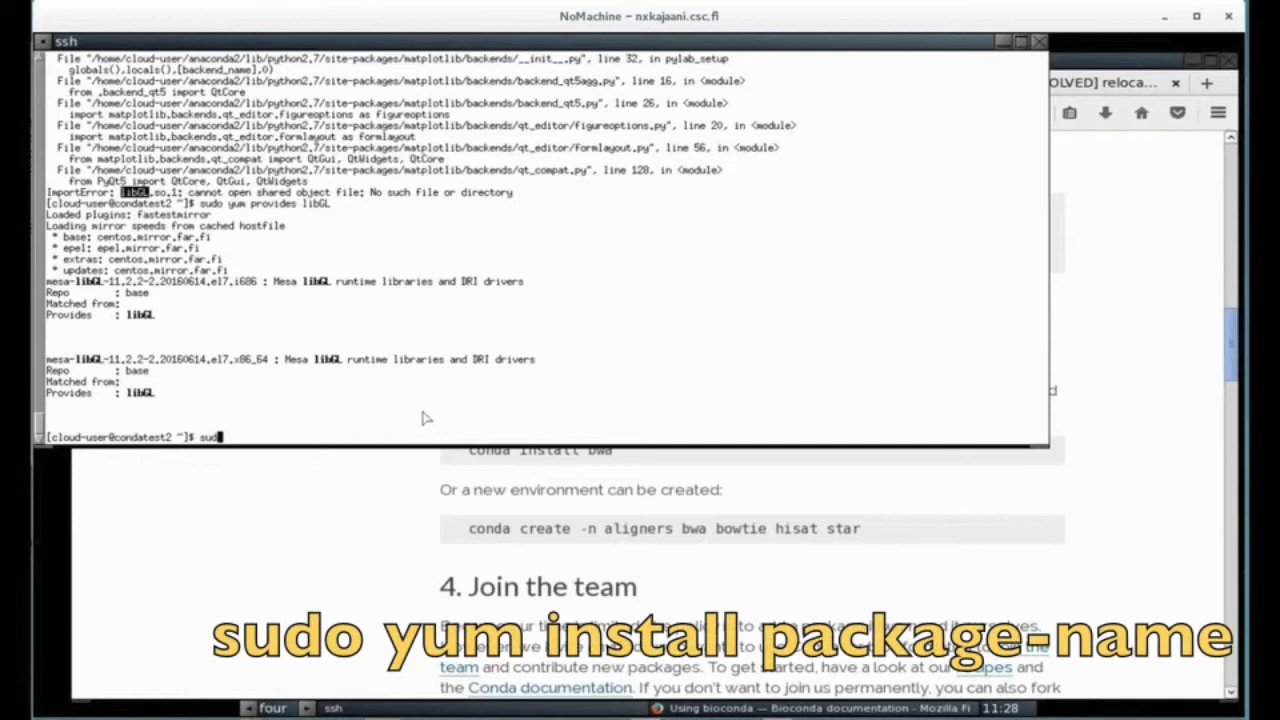 NoMachine - nxkajaani.csc.fi
ssh
File "/home/cloud-user/anaconda2/lib/python2.7/site-packages/matplotlib/backends/__init__.py", line 32, in pylab_setup
globals(),locals(),[backend_name],0)
File "/home/cloud-user/anaconda2/lib/python2.7/site-packages/matplotlib/backends/backend_qt5agg.py", line 16, in <module>
from .backend_qt5 import QtCore
File "/home/cloud-user/anaconda2/lib/python2.7/site-packages/matplotlib/backends/backend_qt5.py", line 26, in <module>
import matplotlib.backends.qt_editor.figureoptions as figureoptions
File "/home/cloud-user/anaconda2/lib/python2.7/site-packages/matplotlib/backends/qt_editor/figureoptions.py", line 20, in <module>
import matplotlib.backends.qt_editor.formlayout as formlayout
File "/home/cloud-user/anaconda2/lib/python2.7/site-packages/matplotlib/backends/qt_editor/formlayout.py", line 56, in <module>
from matplotlib.backends.qt_compat import QtGui, QtWidgets, QtCore
File "/home/cloud-user/anaconda2/lib/python2.7/site-packages/matplotlib/backends/qt_compat.py", line 128, in <module>
from PyQt5 import QtCore, QtGui, QtWidgets
ImportError: libGL.so.1: cannot open shared object file: No such file or directory
[cloud-user@condatest2 ~]$ sudo yum provides libGL
Loaded plugins: fastestmirror
Loading mirror speeds from cached hostfile
* base: centos.mirror.far.fi
* epel: epel.mirror.far.fi
* extras: centos.mirror.far.fi
* updates: centos.mirror.far.fi
mesa-libGL-11.2.2-2.20160614.el7.i686 : Mesa libGL runtime libraries and DRI drivers
Repo : base
Matched from:
Provides : libGL
mesa-libGL-11.2.2-2.20160614.el7.x86_64 : Mesa libGL runtime libraries and DRI drivers
Repo : base
Matched from:
Provides : libGL
[cloud-user@condatest2 ~]$ sud
OLVED] reloca...
d
conda install bwa
Or a new environment can be created:
conda create -n aligners bwa bowtie hisat star
4. Join the team
sudo yum install package-name
the
team and contribute new packages. To get started, have a look at our
the Conda documentation. If you don't want to join us permanently, you can also fork
four
ssh
Using bioconda — Bioconda documentation - Mozilla Fi
11:28